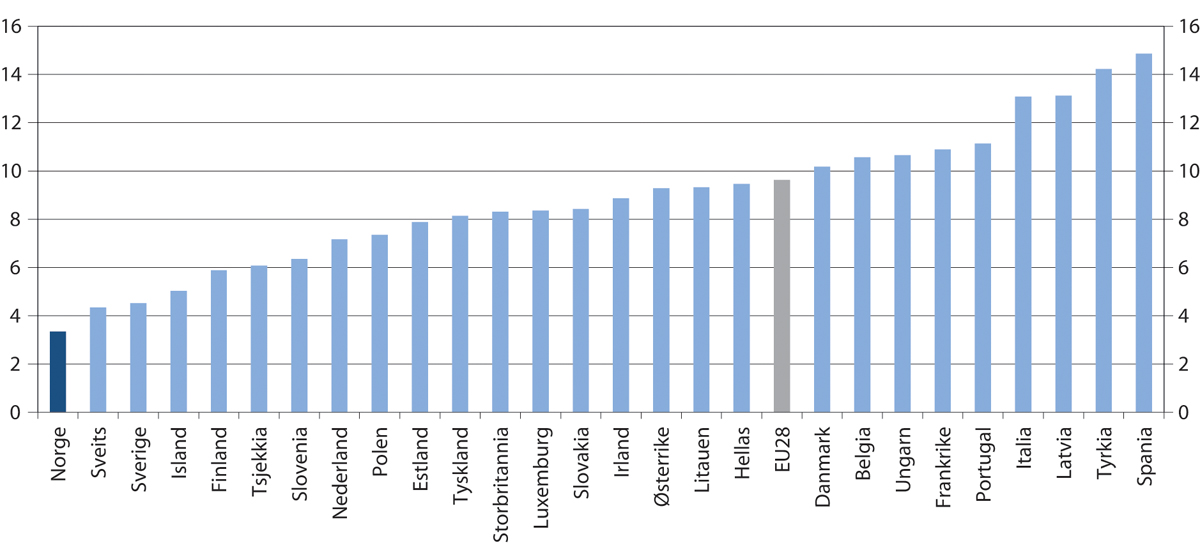 16 16
14 14
12 12
10 10
8 8
6 6
4 4
2 2
0 0
Norge
Sveits
Sverige
Island
Finland
Tsjekkia
Slovenia
Nederland
Polen
Estland
Tyskland
Storbritannia
Luxemburg
Slovakia
Irland
Østerrike
Litauen
Hellas
EU28
Danmark
Belgia
Ungarn
Frankrike
Portugal
Italia
Latvia
Tyrkia
Spania